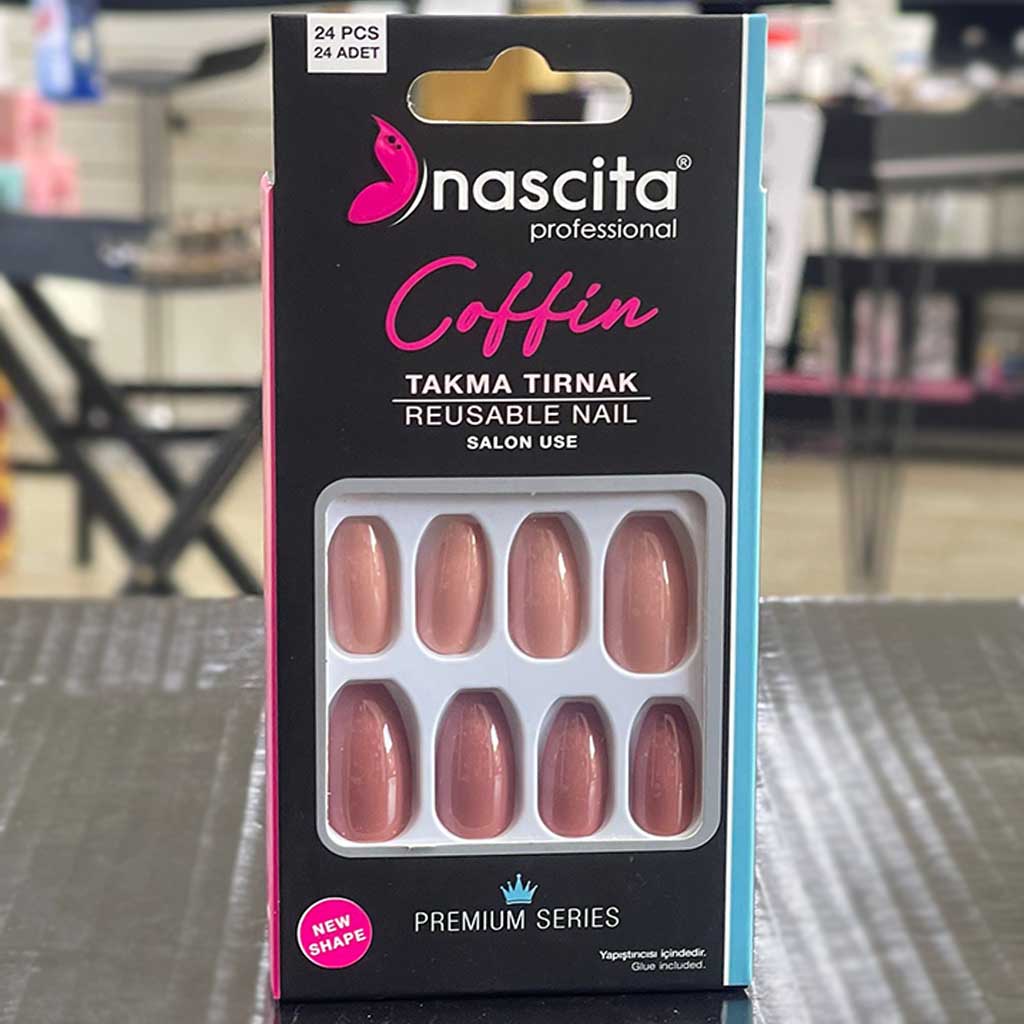 24 PCS
24 ADET
nascita®
professional
Coffin
TAKMA TIRNAK
REUSABLE NAIL
SALON USE
PREMIUM SERIES
NEW
SHAPE
Yapıştırıcısı içindedir.
Glue included.